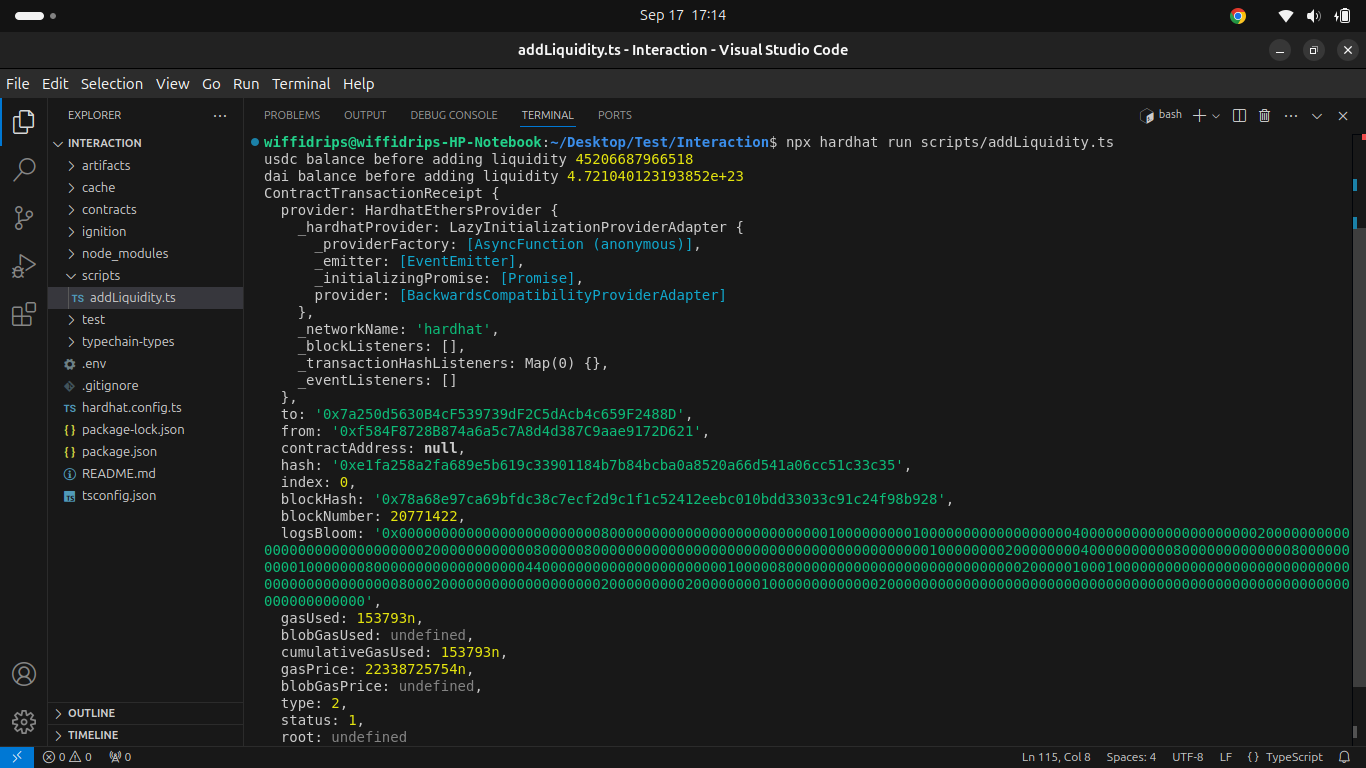 Sep 17 17:14
addLiquidity.ts - Interaction - Visual Studio Code
File Edit Selection View Go Run Terminal Help
EXPLORER
INTERACTION
artifacts
cache
contracts
ignition
node_modules
scripts
TS addLiquidity.ts
test
typechain-types
.env
.gitignore
TS hardhat.config.ts
{} package-lock.json
{} package.json
README.md
tsconfig.json
OUTLINE
TIMELINE
PROBLEMS OUTPUT DEBUG CONSOLE TERMINAL PORTS
bash
wiffidrips@wiffidrips-HP-Notebook:~/Desktop/Test/Interaction$ npx hardhat run scripts/addLiquidity.ts
usdc balance before adding liquidity 45206687966518
dai balance before adding liquidity 4.721040123193852e+23
ContractTransactionReceipt {
provider: HardhatEthersProvider {
_hardhatProvider: LazyInitializationProviderAdapter {
_providerFactory: [AsyncFunction (anonymous)],
_emitter: [EventEmitter],
_initializingPromise: [Promise],
provider: [BackwardsCompatibilityProviderAdapter]
},
_networkName: 'hardhat',
_blockListeners: [],
_transactionHashListeners: Map(0) {},
_eventListeners: []
},
to: '0x7a250d5630B4cF539739dF2C5dAcb4c659F2488D',
from: '0xf584F8728B874a6a5c7A8d4d387C9aae9172D621',
contractAddress: null,
hash: '0xe1fa258a2fa689e5b619c33901184b7b84bcba0a8520a66d541a06cc51c33c35',
index: 0,
blockHash: '0x78a68e97ca69bfdc38c7ecf2d9c1f1c52412eebc010bdd33033c91c24f98b928',
blockNumber: 20771422,
logsBloom:
gasUsed: 153793n,
blobGasUsed: undefined,
cumulativeGasUsed: 153793n,
gasPrice: 22338725754n,
blobGasPrice: undefined,
type: 2,
status: 1,
root: undefined
0 0 0 Ln 115, Col 8 Spaces: 4 UTF-8 LF {} TypeScript